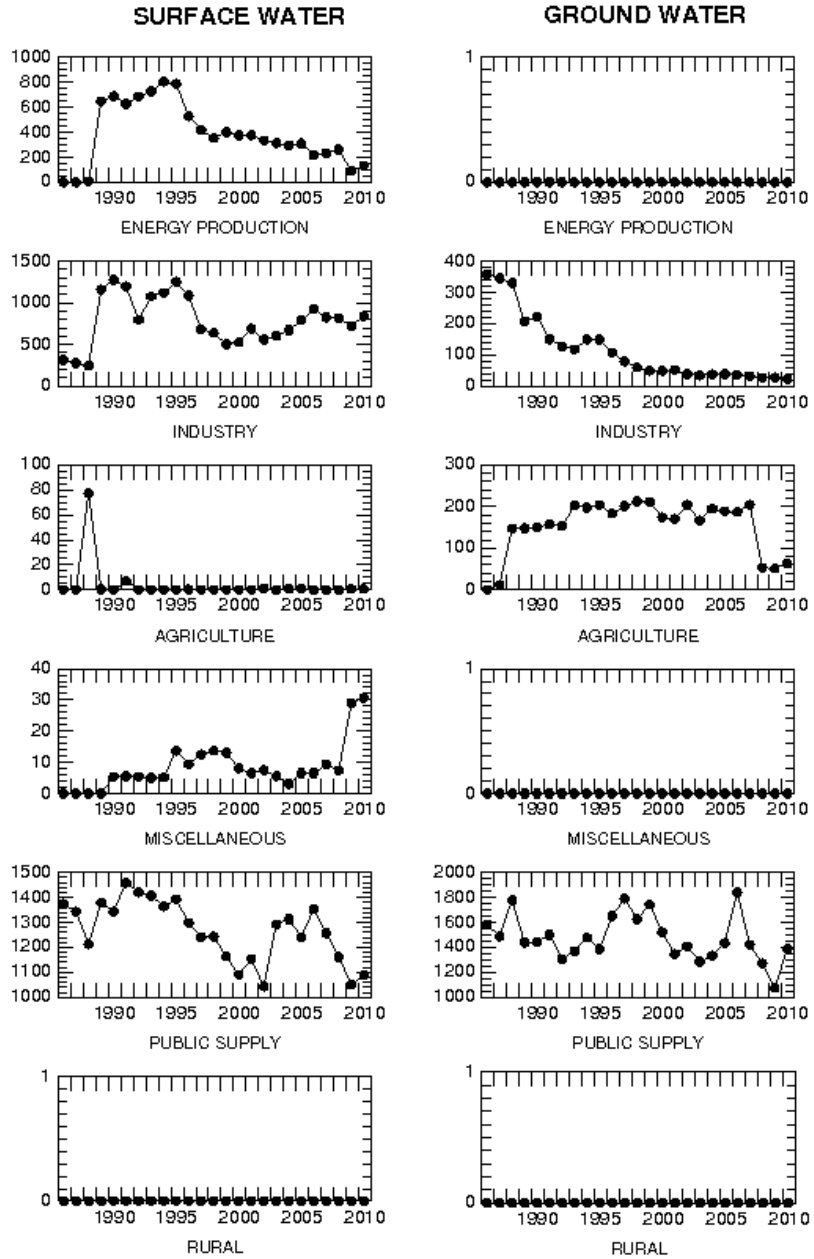 SURFACE WATER
GROUND WATER
1000
800
600
400
200
0
1990 1995 2000 2005 2010
ENERGY PRODUCTION
1
0
1990 1995 2000 2005 2010
ENERGY PRODUCTION
1500
1000
500
0
1990 1995 2000 2005 2010
INDUSTRY
400
300
200
100
0
1990 1995 2000 2005 2010
INDUSTRY
100
80
60
40
20
0
1990 1995 2000 2005 2010
AGRICULTURE
300
200
100
0
1990 1995 2000 2005 2010
AGRICULTURE
40
30
20
10
0
1990 1995 2000 2005 2010
MISCELLANEOUS
1
0
1990 1995 2000 2005 2010
MISCELLANEOUS
1500
1400
1300
1200
1100
1000
1990 1995 2000 2005 2010
PUBLIC SUPPLY
2000
1800
1600
1400
1200
1000
1990 1995 2000 2005 2010
PUBLIC SUPPLY
1
0
1990 1995 2000 2005 2010
RURAL
1
0
1990 1995 2000 2005 2010
RURAL